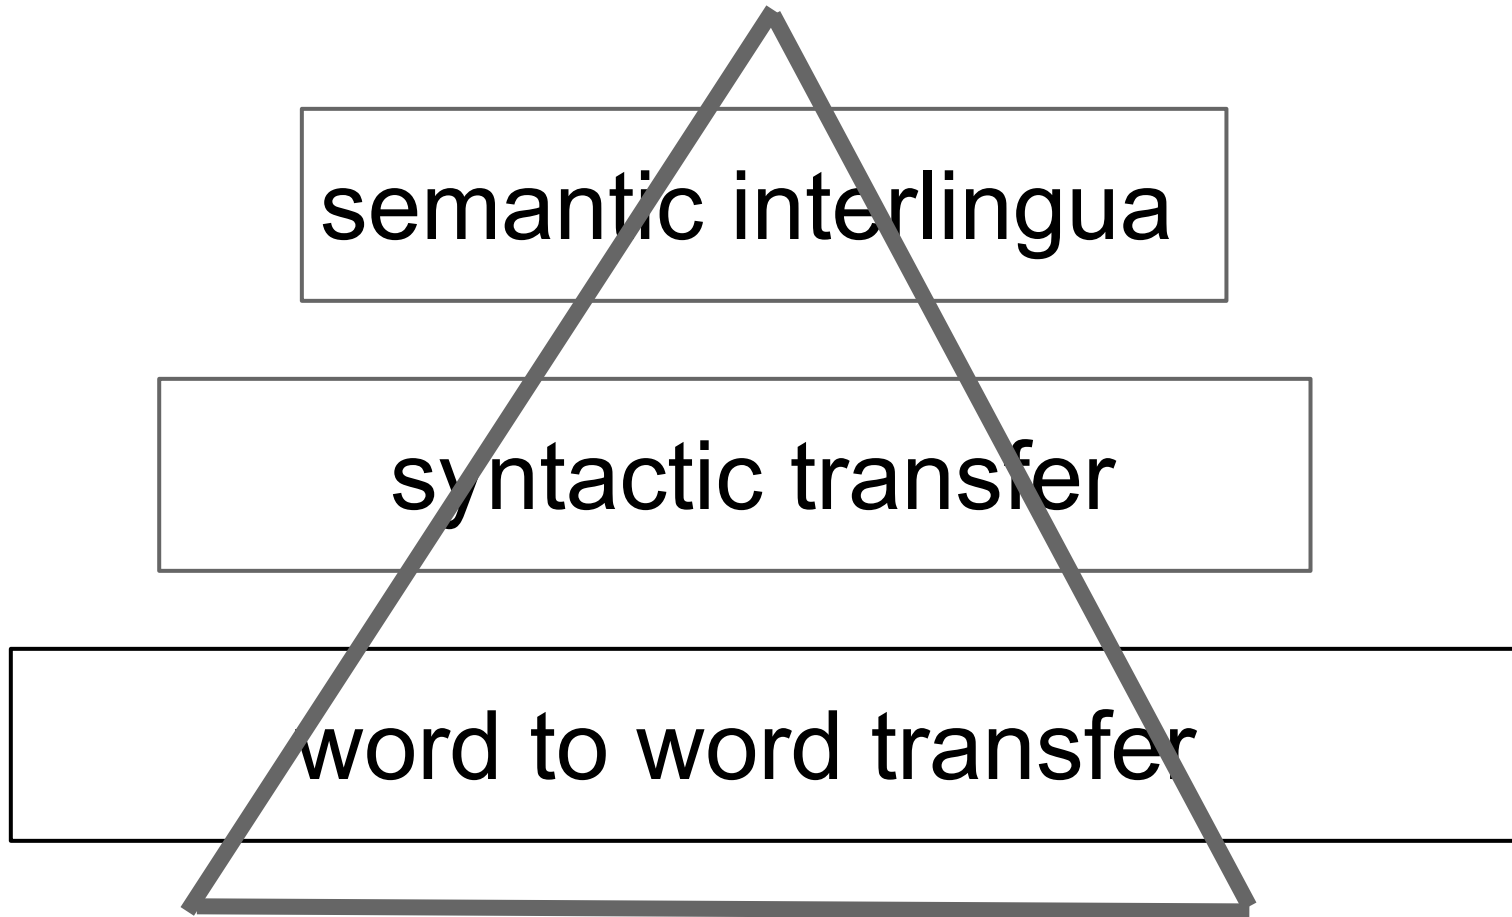 semantic interlingua
syntactic transfer
word to word transfer